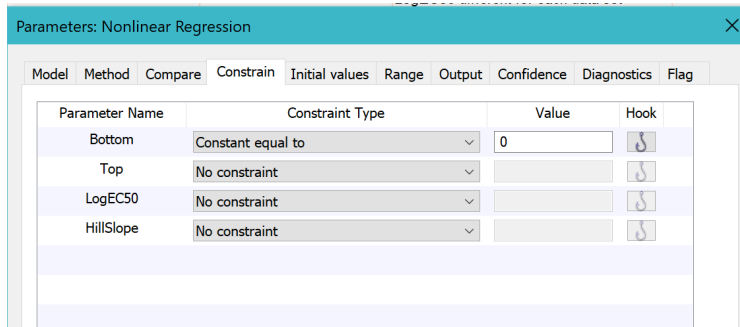 Parameters: Nonlinear Regression
Model Method Compare Constrain Initial values Range Output Confidence Diagnostics Flag
Parameter Name Constraint Type Value Hook
Bottom Constant equal to 0
Top No constraint
LogEC50 No constraint
HillSlope No constraint